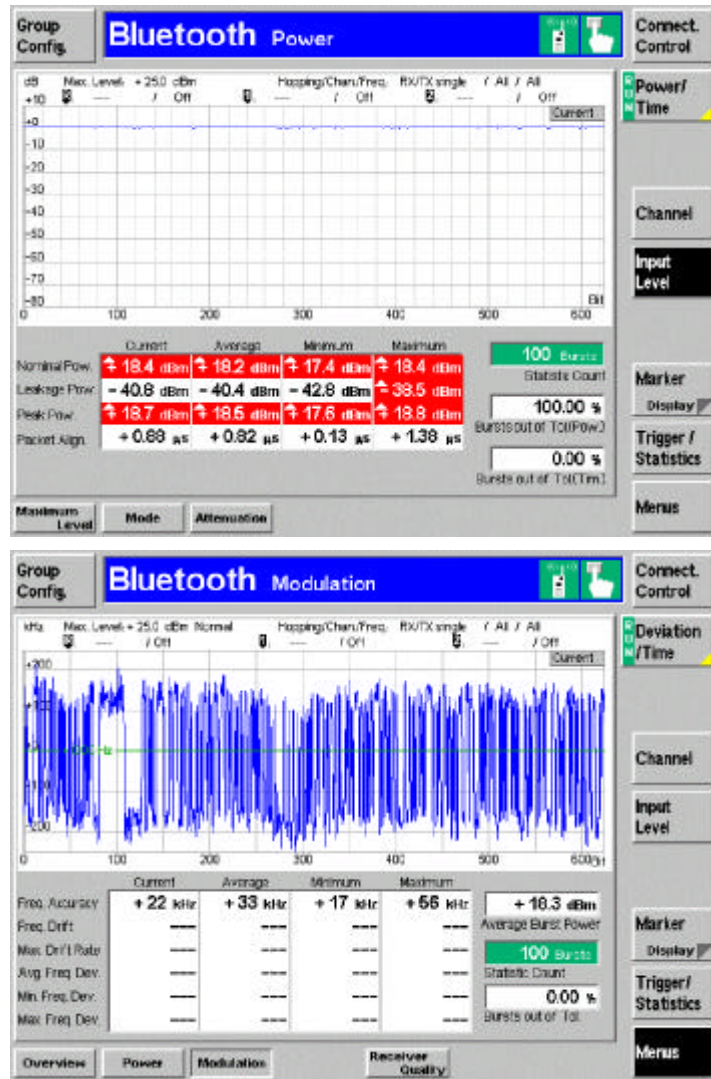 Group Config.
Bluetooth Power
Connect. Control
dB Max. Level: +25.0 dBm Hopping/Chan./Freq. RX/TX single / All / All
+10 --- / Off --- / Off --- / Off
Current
+0
-10
-20
-30
-40
-50
-60
-70
-80
Bit
0 100 200 300 400 500 600
Power/ Time
Channel
Input Level
Current Average Minimum Maximum
Nominal Pow. 18.4 dBm 18.2 dBm 17.4 dBm 18.4 dBm
Leakage Pow. - 40.8 dBm - 40.4 dBm - 42.8 dBm - 38.5 dBm
Peak Pow. 18.7 dBm 18.5 dBm 17.6 dBm 18.8 dBm
Packet Align. + 0.88 µs + 0.82 µs + 0.13 µs + 1.38 µs
100 Bursts
Statistic Count
100.00 %
Bursts out of Tol(Pow.)
0.00 %
Bursts out of Tol(Tim.)
Marker
Display
Trigger / Statistics
Menus
Maximum Level
Mode
Attenuation
Group Config.
Bluetooth Modulation
Connect. Control
kHz Max. Level: + 25.0 dBm Normal Hopping/Chan./Freq. RX/TX single / All / All
--- / Off --- / Off --- / Off
Current
+200
+100
-100
-200
0 100 200 300 400 500 600 Bit
Deviation /Time
Channel
Input Level
Current Average Minimum Maximum
Freq. Accuracy + 22 kHz + 33 kHz + 17 kHz + 56 kHz
Freq. Drift --- --- --- ---
Max. Drift Rate --- --- --- ---
Avg. Freq. Dev. --- --- --- ---
Min. Freq. Dev. --- --- --- ---
Max. Freq. Dev. --- --- --- ---
+ 18.3 dBm
Average Burst Power
100 Bursts
Statistic Count
0.00 %
Bursts out of Tol.
Marker
Display
Trigger/ Statistics
Menus
Overview
Power
Modulation
Receiver Quality